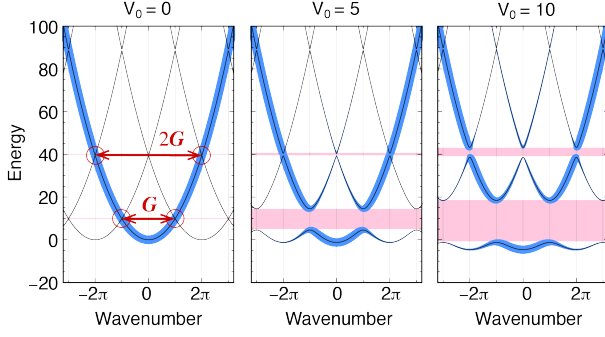 V₀ = 0
V₀ = 5
V₀ = 10
Energy
100
80
60
40
20
0
−20
2G
G
−2π 0 2π
−2π 0 2π
−2π 0 2π
Wavenumber
Wavenumber
Wavenumber